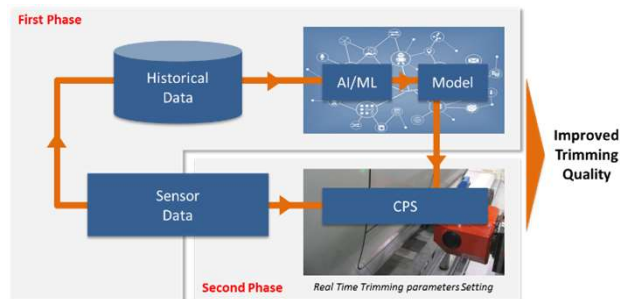 First Phase
Historical
Data
AI/ML
Model
Improved
Trimming
Quality
Sensor
Data
CPS
Second Phase
Real Time Trimming parameters Setting